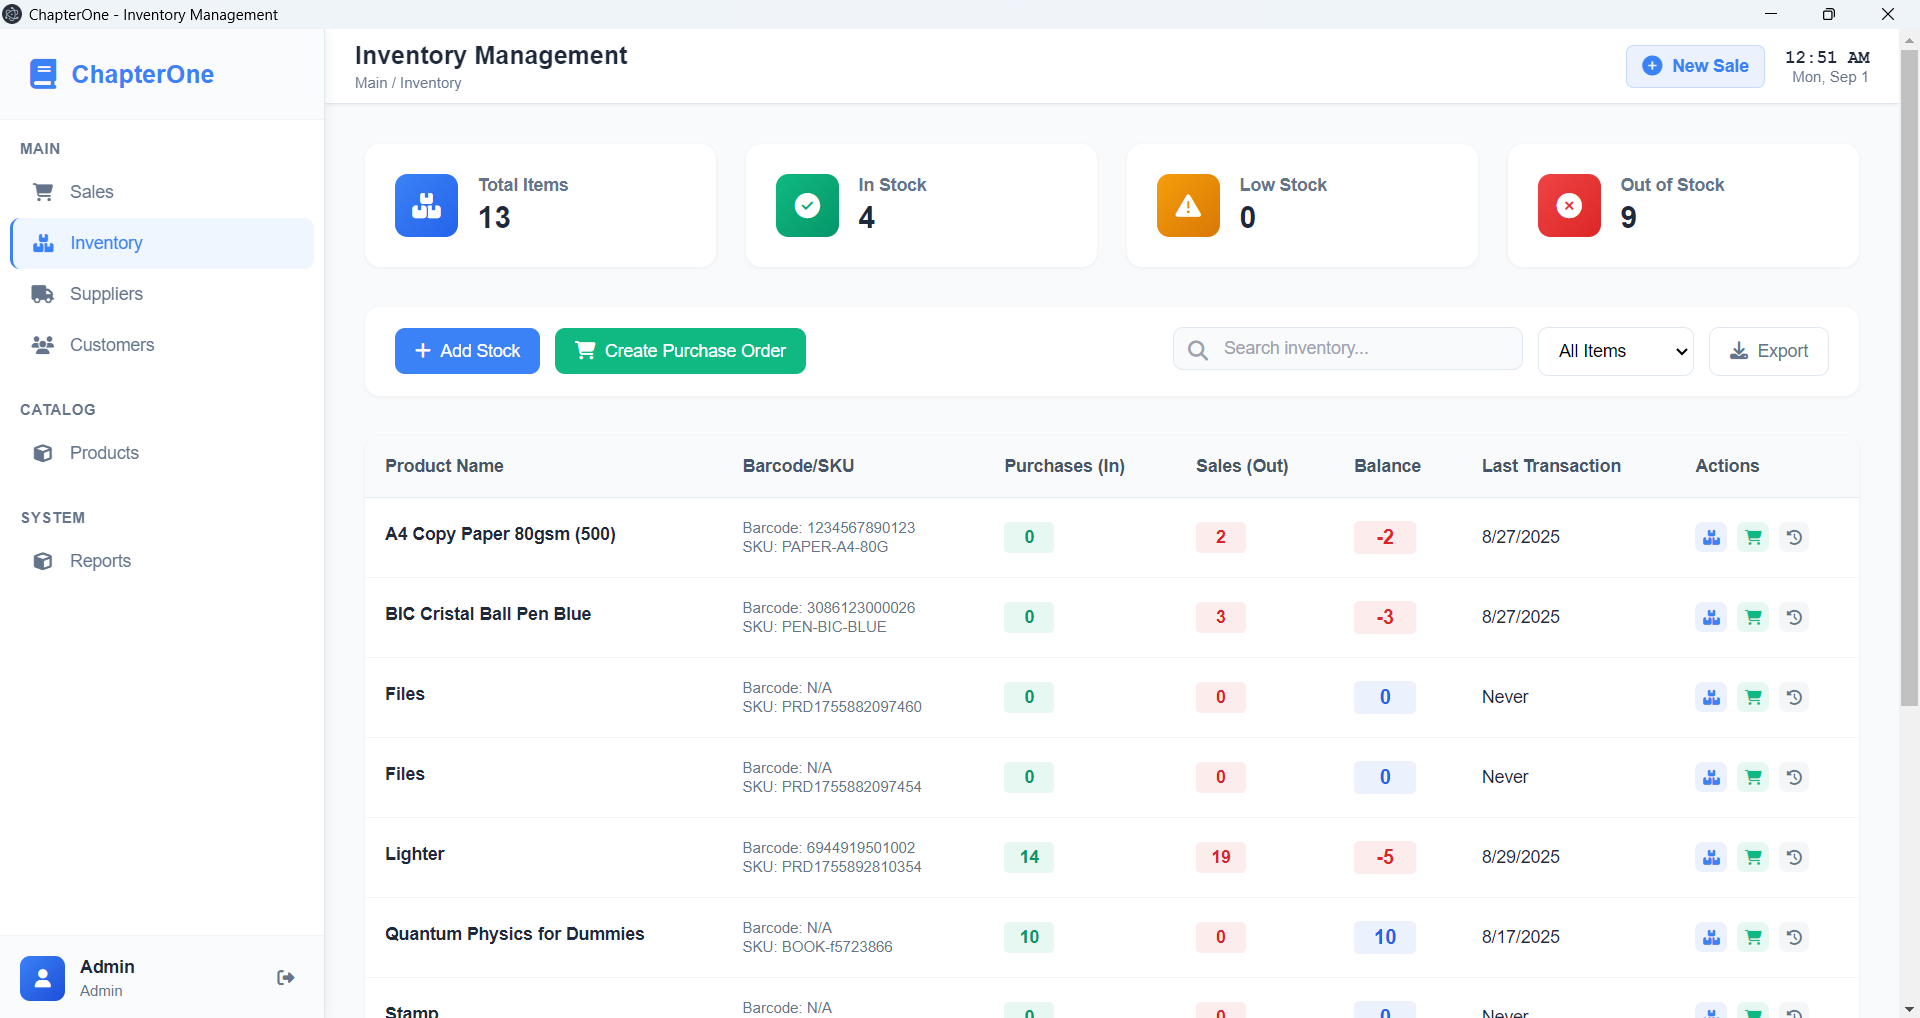 ChapterOne - Inventory Management
ChapterOne
Inventory Management
Main / Inventory
New Sale
12:51 AM
Mon, Sep 1
MAIN
Sales
Inventory
Suppliers
Customers
CATALOG
Products
SYSTEM
Reports
Admin
Admin
Total Items
13
In Stock
4
Low Stock
0
Out of Stock
9
Add Stock
Create Purchase Order
Search inventory...
All Items
Export
Product Name Barcode/SKU Purchases (In) Sales (Out) Balance Last Transaction Actions
A4 Copy Paper 80gsm (500) Barcode: 1234567890123 0 2 -2 8/27/2025
SKU: PAPER-A4-80G
BIC Cristal Ball Pen Blue Barcode: 3086123000026 0 3 -3 8/27/2025
SKU: PEN-BIC-BLUE
Files Barcode: N/A 0 0 0 Never
SKU: PRD1755882097460
Files Barcode: N/A 0 0 0 Never
SKU: PRD1755882097454
Lighter Barcode: 6944919501002 14 19 -5 8/29/2025
SKU: PRD1755892810354
Quantum Physics for Dummies Barcode: N/A 10 0 10 8/17/2025
SKU: BOOK-f5723866
Stamp Barcode: N/A 0 0 0 Never